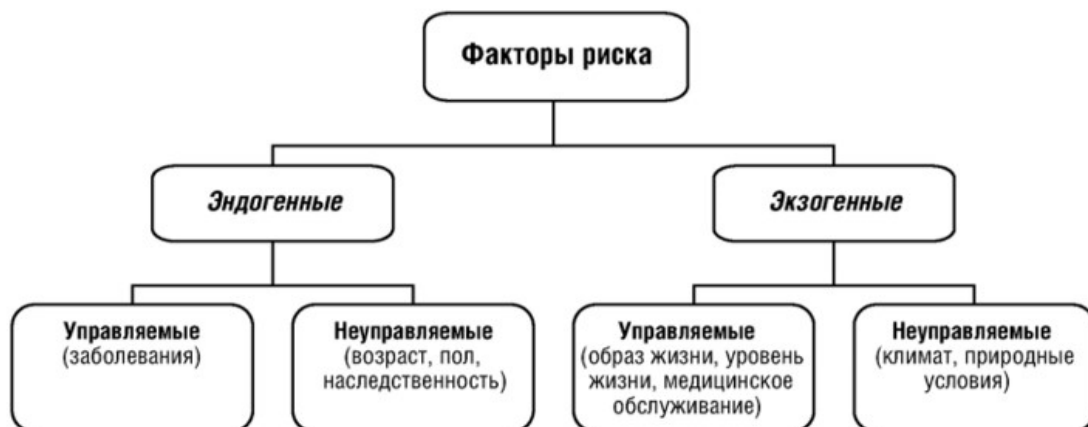 Факторы риска
Эндогенные
Экзогенные
Управляемые
(заболевания)
Неуправляемые
(возраст, пол,
наследственность)
Управляемые
(образ жизни, уровень
жизни, медицинское
обслуживание)
Неуправляемые
(климат, природные
условия)